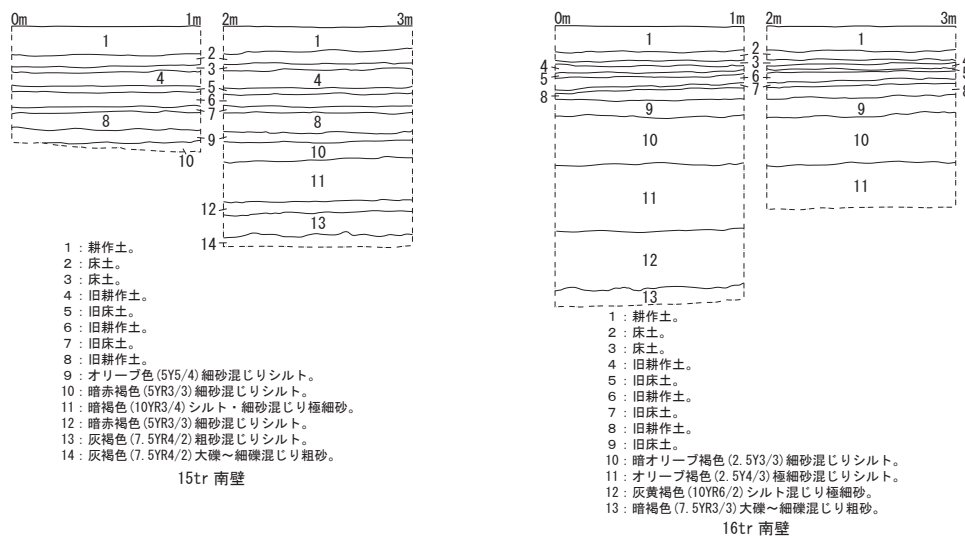 0m 1m 2m 3m
1 1
2
3
4 4
5
6
7
8 8
9
10 10
11
12
13
14
1：耕作土。
2：床土。
3：床土。
4：旧耕作土。
5：旧床土。
6：旧耕作土。
7：旧床土。
8：旧耕作土。
9：オリーブ色(5Y5/4)細砂混じりシルト。
10：暗赤褐色(5YR3/3)細砂混じりシルト。
11：暗褐色(10YR3/4)シルト・細砂混じり極細砂。
12：暗赤褐色(5YR3/3)細砂混じりシルト。
13：灰褐色(7.5YR4/2)粗砂混じりシルト。
14：灰褐色(7.5YR4/2)大礫～細礫混じり粗砂。
15tr 南壁
0m 1m 2m 3m
1 1
2
4 3 4
5 6 5
8 7 8
9 9
10 10
11 11
12
13
1：耕作土。
2：床土。
3：床土。
4：旧耕作土。
5：旧床土。
6：旧耕作土。
7：旧床土。
8：旧耕作土。
9：旧床土。
10：暗オリーブ褐色(2.5Y3/3)細砂混じりシルト。
11：オリーブ褐色(2.5Y4/3)極細砂混じりシルト。
12：灰黄褐色(10YR6/2)シルト混じり極細砂。
13：暗褐色(7.5YR3/3)大礫～細礫混じり粗砂。
16tr 南壁